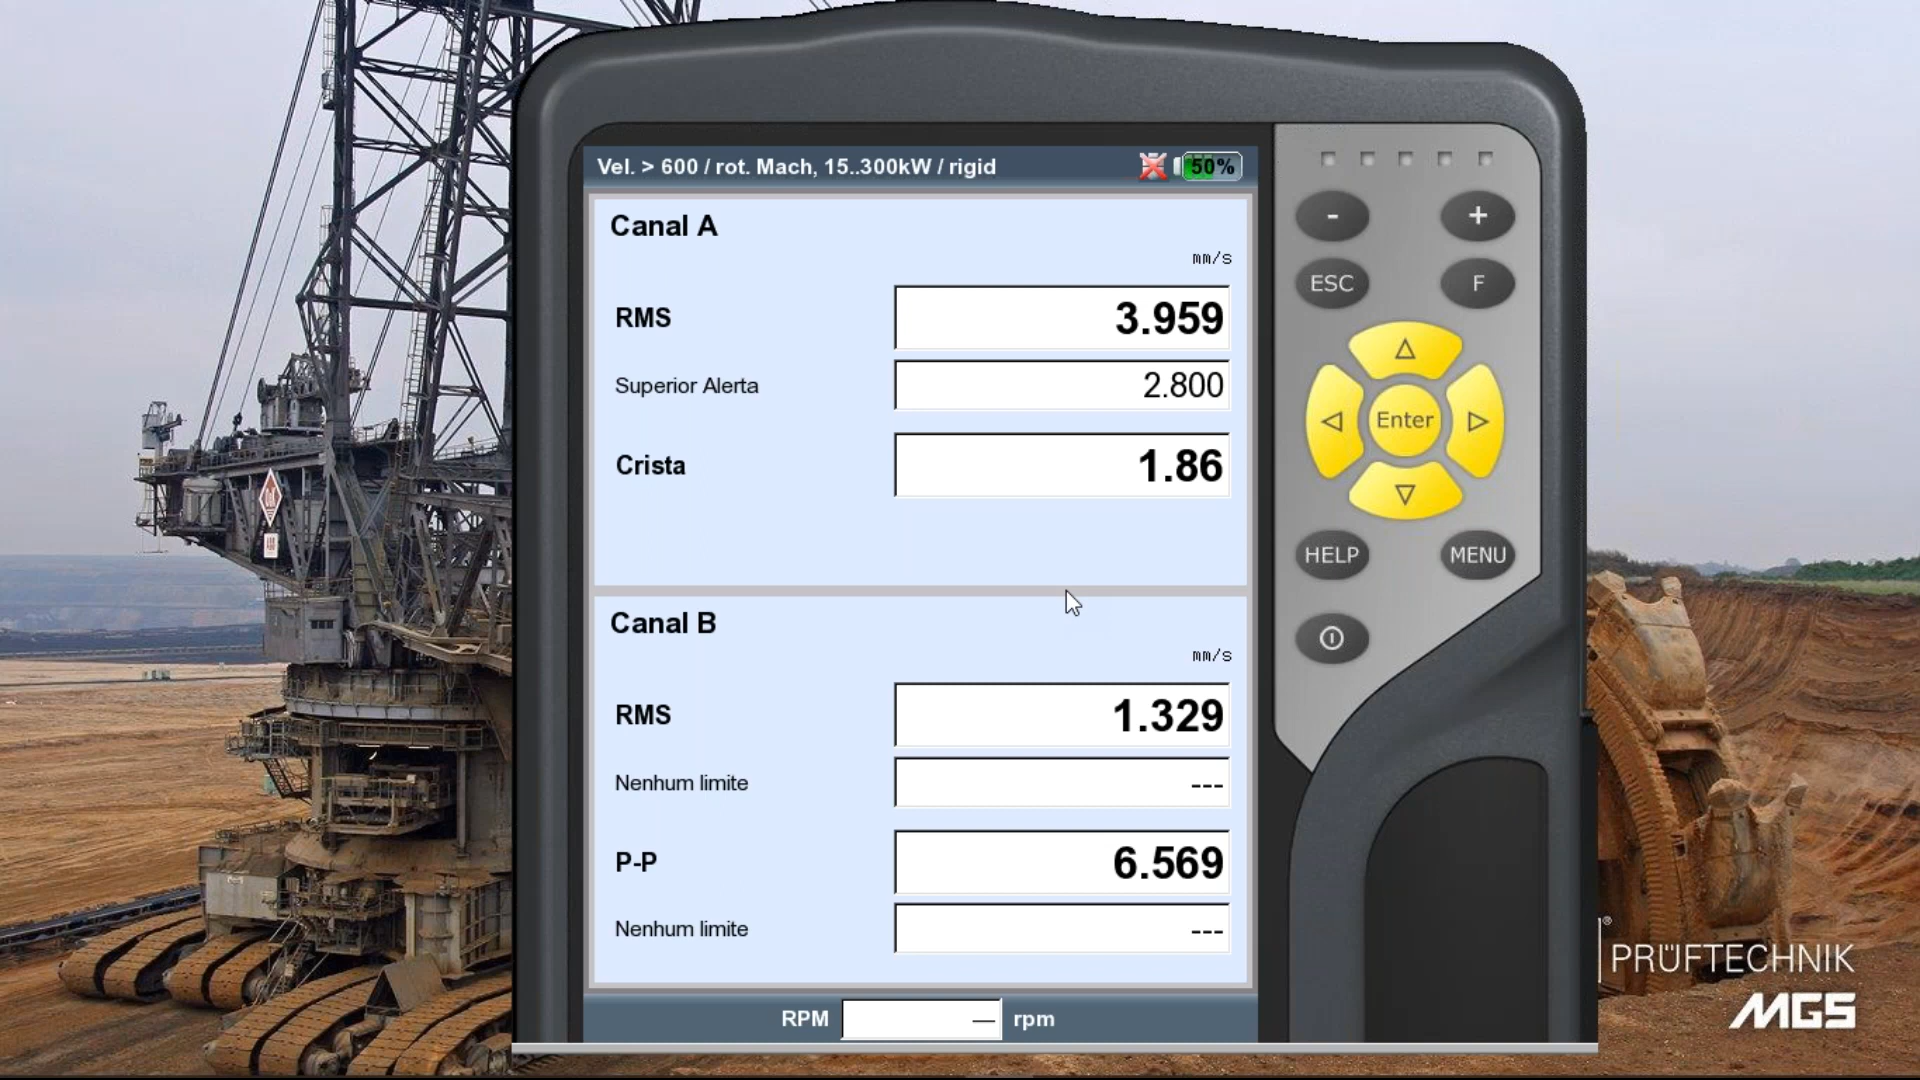 Vel. > 600 / rot. Mach, 15..300kW / rigid
50%
Canal A
mm/s
RMS 3.959
Superior Alerta 2.800
Crista 1.86
Canal B
mm/s
RMS 1.329
Nenhum limite ---
P-P 6.569
Nenhum limite ---
RPM — rpm
- +
ESC F
Enter
HELP MENU
® PRÜFTECHNIK
MGS